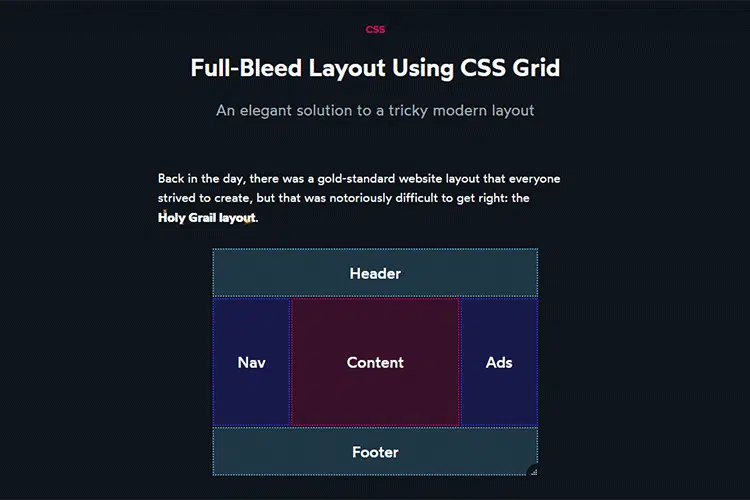 CSS
Full-Bleed Layout Using CSS Grid
An elegant solution to a tricky modern layout
Back in the day, there was a gold-standard website layout that everyone
strived to create, but that was notoriously difficult to get right: the
Holy Grail layout.
Header
Nav
Content
Ads
Footer